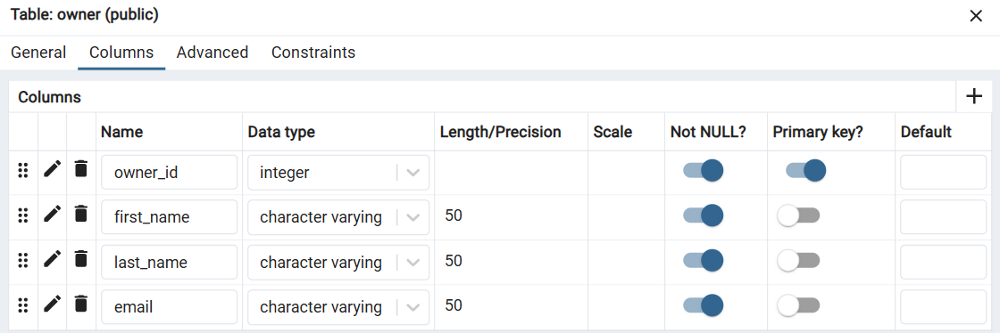 Table: owner (public)
General Columns Advanced Constraints
Columns
Name Data type Length/Precision Scale Not NULL? Primary key? Default
owner_id integer
first_name character varying 50
last_name character varying 50
email character varying 50